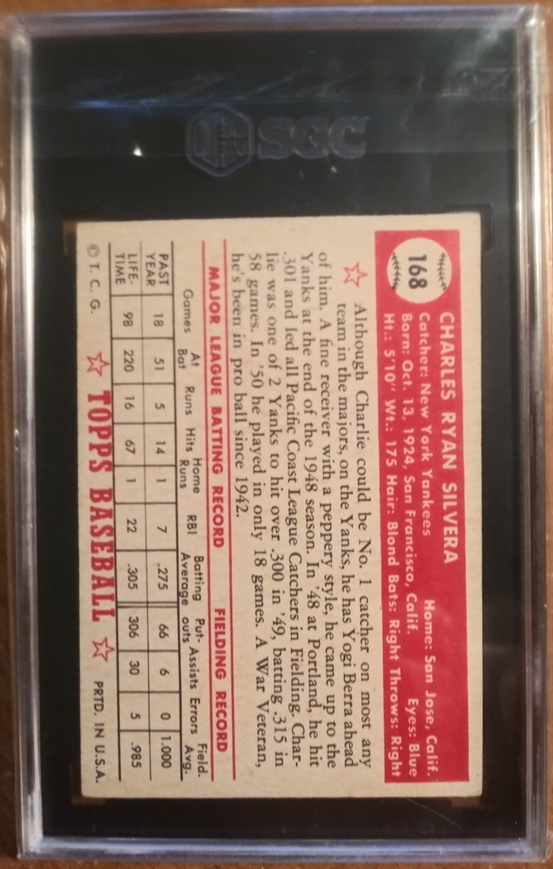 SGC
168
CHARLES RYAN SILVERA
Catcher: New York Yankees Home: San Jose, Calif.
Born: Oct. 13, 1924, San Francisco, Calif. Eyes: Blue
Ht.: 5'10" Wt.: 175 Hair: Blond Bats: Right Throws: Right
Although Charlie could be No. 1 catcher on most any
team in the majors, on the Yanks, he has Yogi Berra ahead
of him. A fine receiver with a peppery style, he came up to the
Yanks at the end of the 1948 season. In '48 at Portland, he hit
.301 and led all Pacific Coast League Catchers in Fielding. Char-
lie was one of 2 Yanks to hit over .300 in '49, batting .315 in
58 games. In '50 he played in only 18 games. A War Veteran,
he's been in pro ball since 1942.
MAJOR LEAGUE BATTING RECORD FIELDING RECORD
Games At Bat Runs Hits Home Runs RBI Batting Average Put-outs Assists Errors Field. Avg.
PAST YEAR 18 51 5 14 1 7 .275 66 6 0 1.000
LIFE-TIME 98 220 16 67 1 22 .305 306 30 5 .985
© T. C. G. TOPPS BASEBALL PRTD. IN U.S.A.